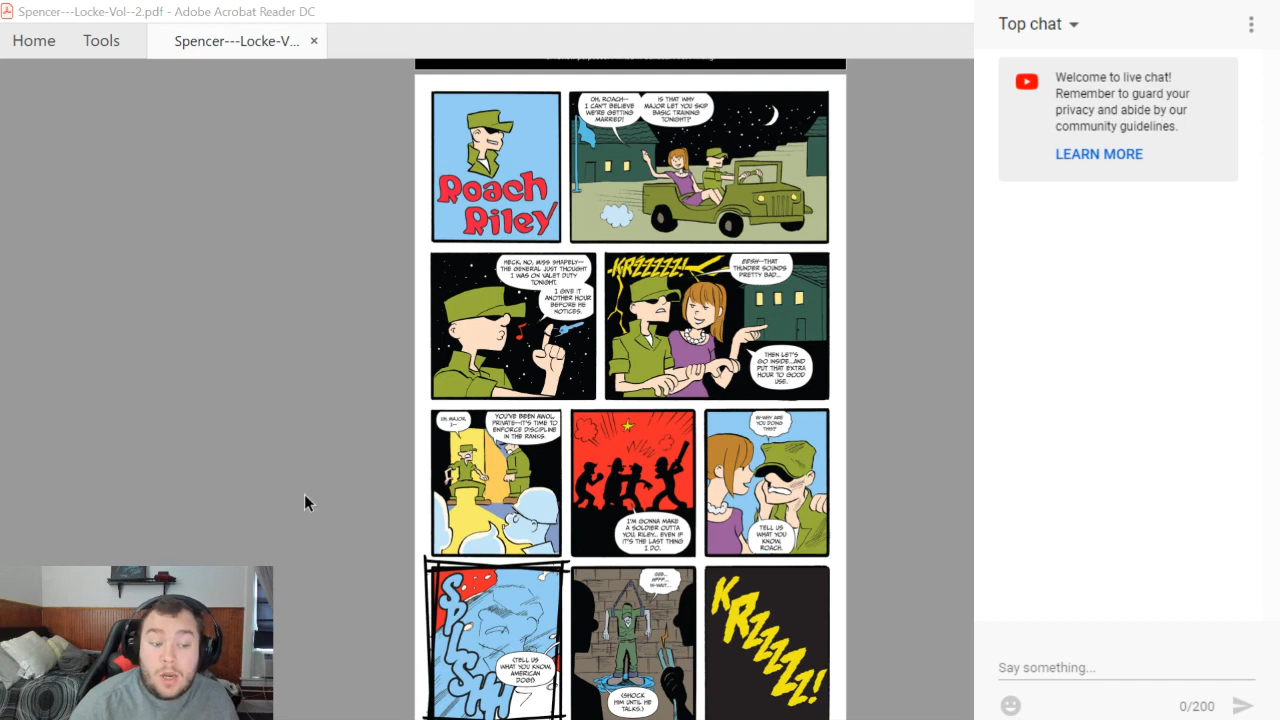 Spencer---Locke-Vol--2.pdf - Adobe Acrobat Reader DC
Home
Tools
Spencer---Locke-V...
×
Roach
Riley
OH, ROACH—
I CAN'T BELIEVE
WE'RE GETTING
MARRIED!
IS THAT WHY
MAJOR LET YOU SKIP
BASIC TRAINING
TONIGHT?
HECK, NO, MISS SHAPELY—
THE GENERAL JUST THOUGHT
I WAS ON VALET DUTY
TONIGHT.
I GIVE IT
ANOTHER HOUR
BEFORE HE
NOTICES.
KRZZZZZ!
EESH—THAT
THUNDER SOUNDS
PRETTY BAD...
THEN LET'S
GO INSIDE...AND
PUT THAT EXTRA
HOUR TO GOOD
USE.
MAJOR,
I—
YOU'VE BEEN AWOL,
PRIVATE—IT'S TIME TO
ENFORCE DISCIPLINE
IN THE RANKS.
I'M GONNA MAKE
A SOLDIER OUTTA
YOU, RILEY... EVEN IF
IT'S THE LAST THING
I DO.
W-WHY ARE
YOU DOING
THIS?
TELL US
WHAT YOU
KNOW,
ROACH.
SPLSHH
(TELL US
WHAT YOU KNOW,
AMERICAN
DOG!)
(SHOCK
HIM UNTIL HE
TALKS.)
KRZZZZZ!
Top chat
Welcome to live chat!
Remember to guard your
privacy and abide by our
community guidelines.
LEARN MORE
Say something...
0/200